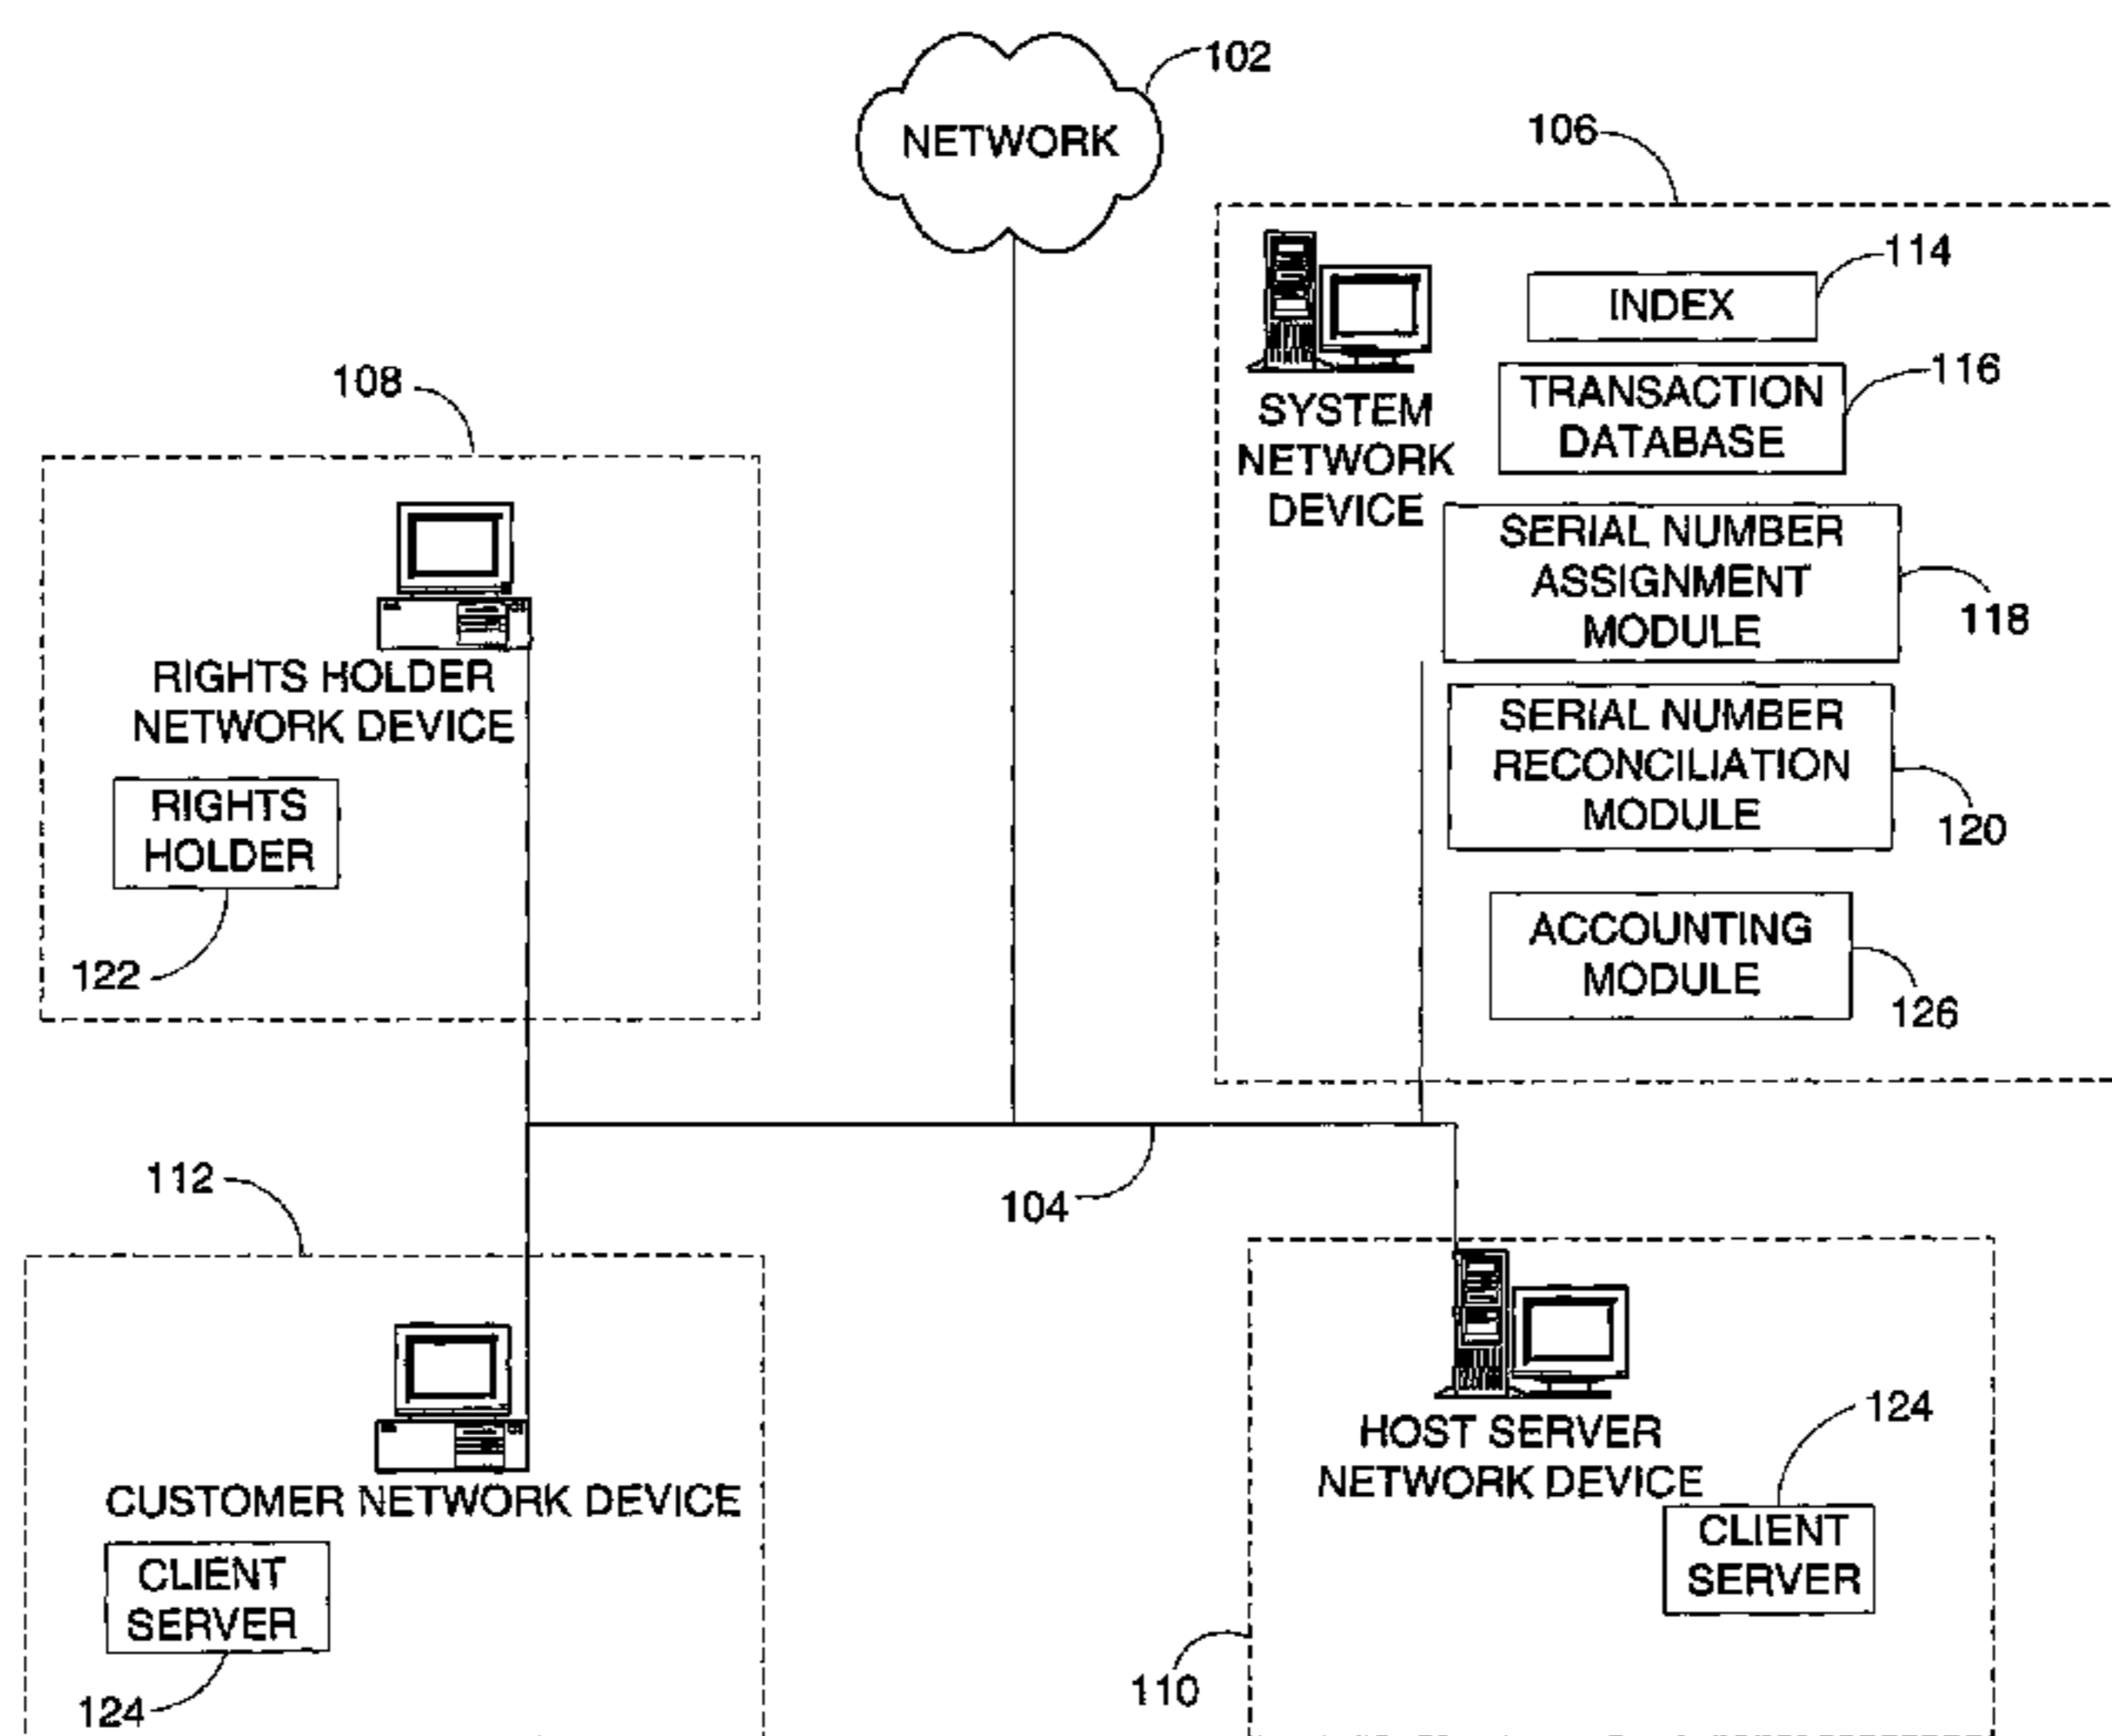 102
NETWORK
106
114
INDEX
116
TRANSACTION
DATABASE
SYSTEM
NETWORK
DEVICE
SERIAL NUMBER
ASSIGNMENT
MODULE
118
SERIAL NUMBER
RECONCILIATION
MODULE
120
ACCOUNTING
MODULE
126
108
RIGHTS HOLDER
NETWORK DEVICE
RIGHTS
HOLDER
122
104
112
CUSTOMER NETWORK DEVICE
CLIENT
SERVER
124
HOST SERVER
NETWORK DEVICE
124
CLIENT
SERVER
110